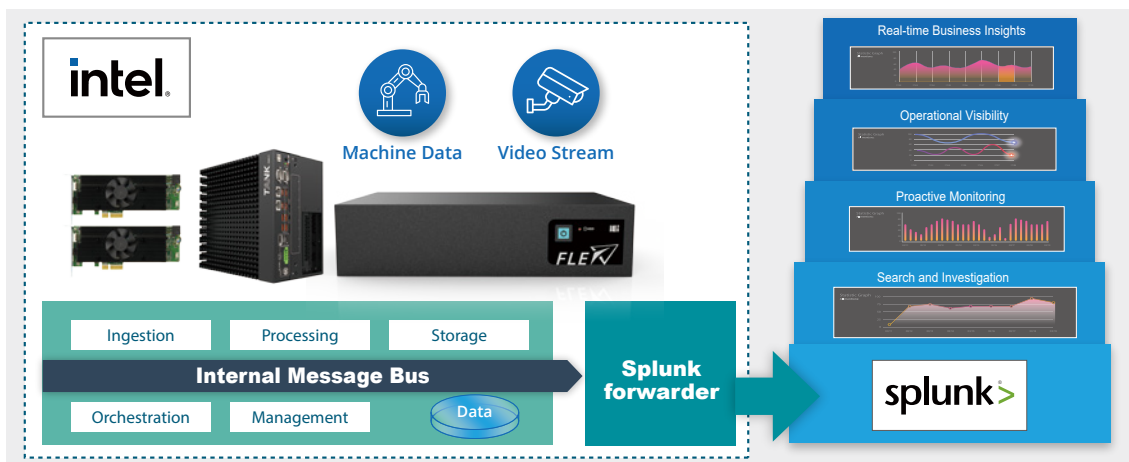 intel.
Machine Data
Video Stream
TANK
FLEX
Ingestion
Processing
Storage
Internal Message Bus
Orchestration
Management
Data
Splunk
forwarder
Real-time Business Insights
Operational Visibility
Proactive Monitoring
Search and Investigation
splunk>